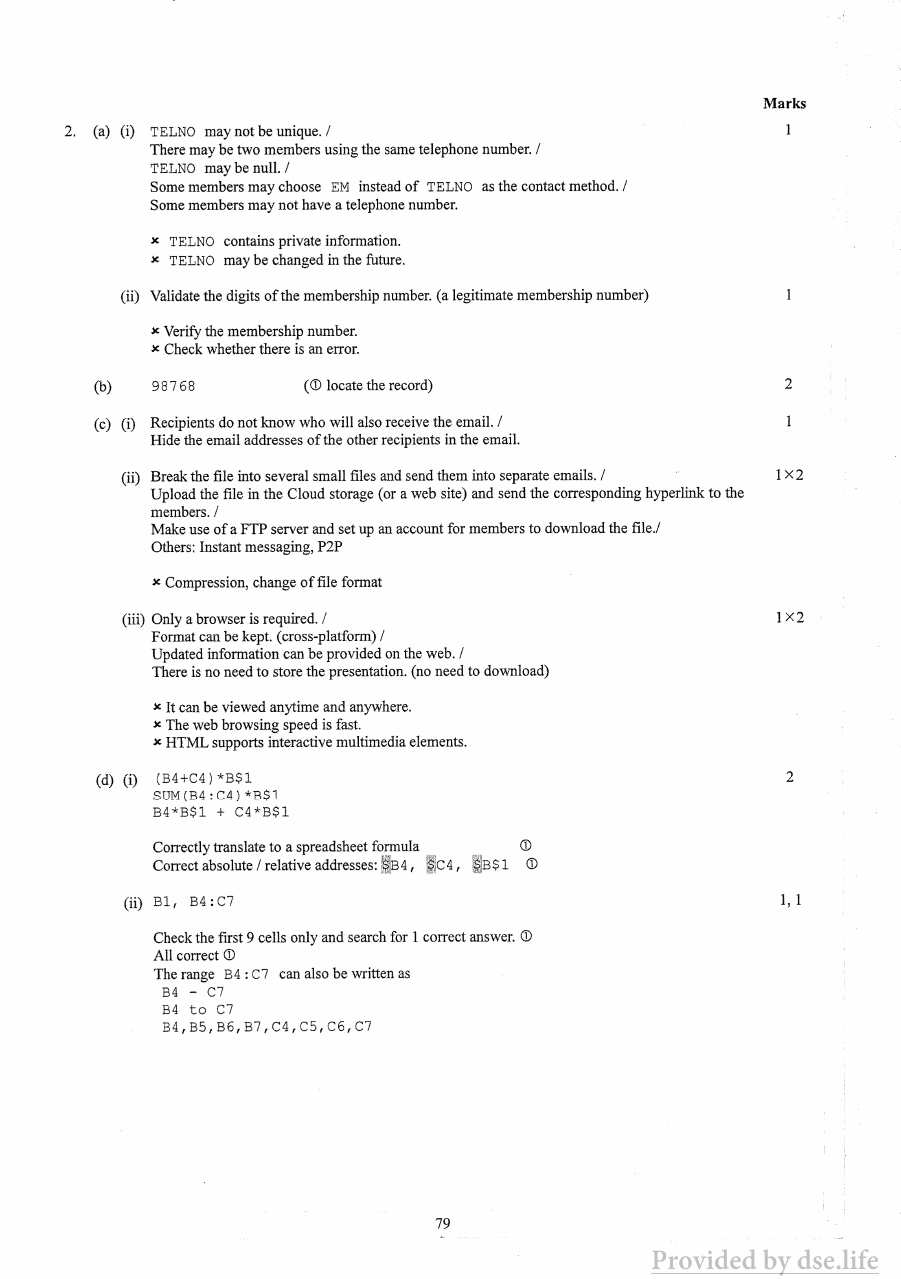 Marks
2. (a) (i) TELNO may not be unique. / 1
There may be two members using the same telephone number. /
TELNO may be null. /
Some members may choose EM instead of TELNO as the contact method. /
Some members may not have a telephone number.
× TELNO contains private information.
× TELNO may be changed in the future.
(ii) Validate the digits of the membership number. (a legitimate membership number) 1
× Verify the membership number.
× Check whether there is an error.
(b) 98768 (① locate the record) 2
(c) (i) Recipients do not know who will also receive the email. / 1
Hide the email addresses of the other recipients in the email.
(ii) Break the file into several small files and send them into separate emails. / 1×2
Upload the file in the Cloud storage (or a web site) and send the corresponding hyperlink to the
members. /
Make use of a FTP server and set up an account for members to download the file./
Others: Instant messaging, P2P
× Compression, change of file format
(iii) Only a browser is required. / 1×2
Format can be kept. (cross-platform) /
Updated information can be provided on the web. /
There is no need to store the presentation. (no need to download)
× It can be viewed anytime and anywhere.
× The web browsing speed is fast.
× HTML supports interactive multimedia elements.
(d) (i) (B4+C4)*B$1 2
SUM(B4:C4)*B$1
B4*B$1 + C4*B$1
Correctly translate to a spreadsheet formula ①
Correct absolute / relative addresses: $B4, $C4, $B$1 ①
(ii) B1, B4:C7 1, 1
Check the first 9 cells only and search for 1 correct answer. ①
All correct ①
The range B4:C7 can also be written as
B4 - C7
B4 to C7
B4,B5,B6,B7,C4,C5,C6,C7
79
Provided by dse.life